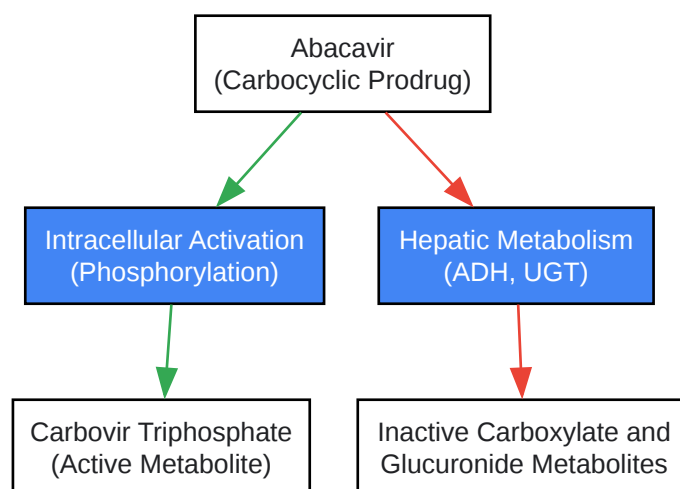 Abacavir
(Carbocyclic Prodrug)
Intracellular Activation
(Phosphorylation)
Hepatic Metabolism
(ADH, UGT)
Carbovir Triphosphate
(Active Metabolite)
Inactive Carboxylate and
Glucuronide Metabolites